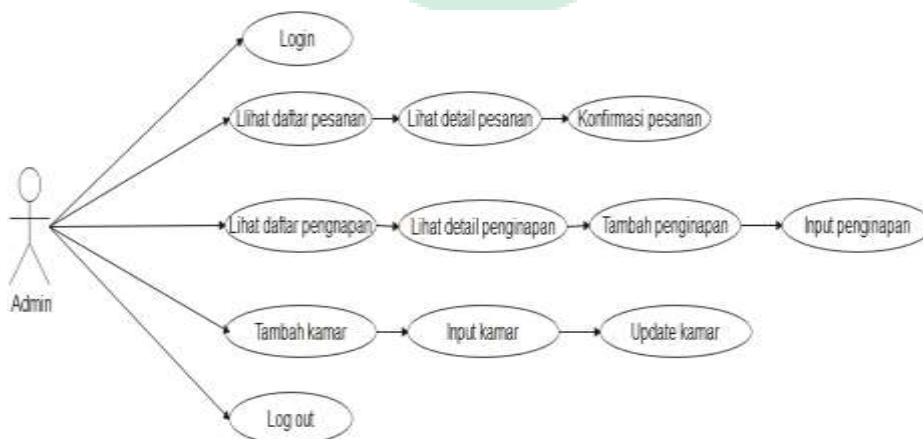 Login
Llihat daftar pesanan
Lihat detail pesanan
Konfirmasi pesanan
Lihat daftar pengnapan
Lihat detail penginapan
Tambah penginapan
Input penginapan
Admin
Tambah kamar
Input kamar
Update kamar
Log out